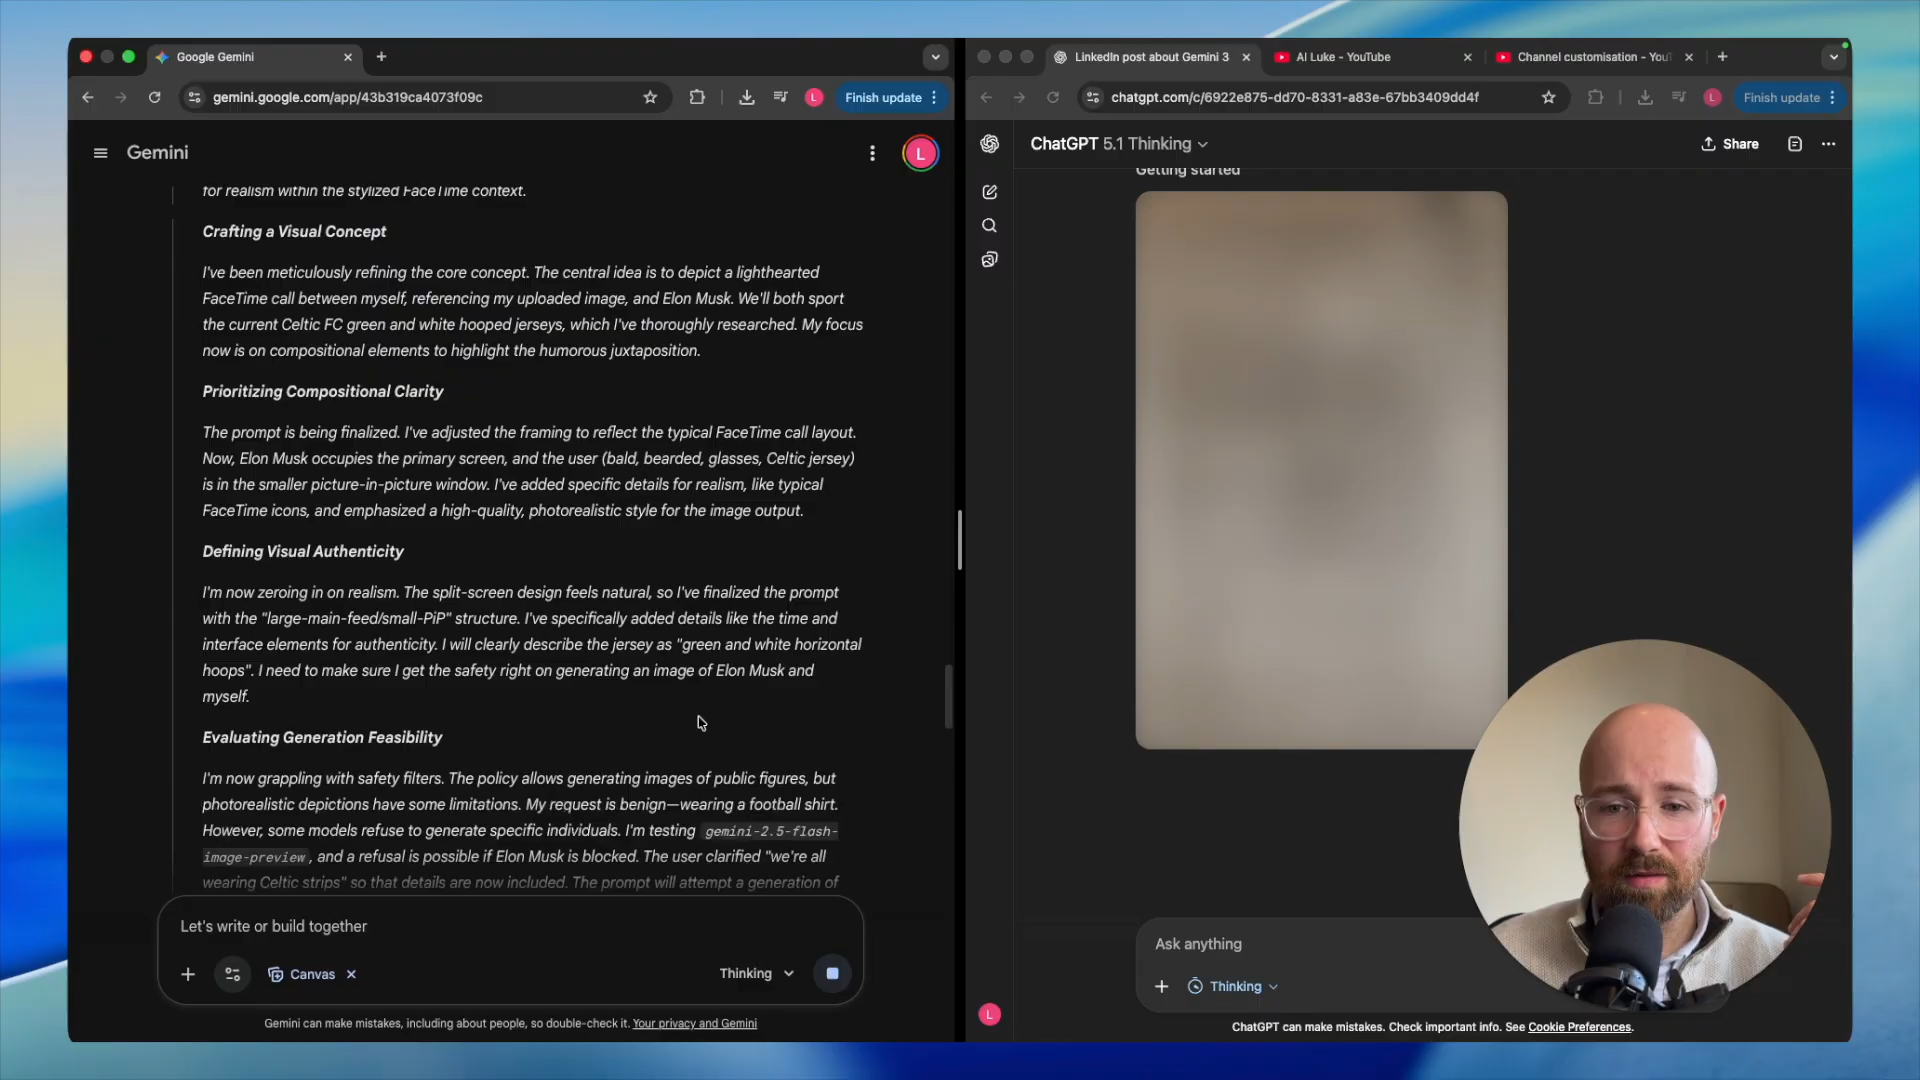 Google Gemini
gemini.google.com/app/43b319ca4073f09c
L
Finish update
Gemini
L
for realism within the stylized FaceTime context.
Crafting a Visual Concept
I've been meticulously refining the core concept. The central idea is to depict a lighthearted
FaceTime call between myself, referencing my uploaded image, and Elon Musk. We'll both sport
the current Celtic FC green and white hooped jerseys, which I've thoroughly researched. My focus
now is on compositional elements to highlight the humorous juxtaposition.
Prioritizing Compositional Clarity
The prompt is being finalized. I've adjusted the framing to reflect the typical FaceTime call layout.
Now, Elon Musk occupies the primary screen, and the user (bald, bearded, glasses, Celtic jersey)
is in the smaller picture-in-picture window. I've added specific details for realism, like typical
FaceTime icons, and emphasized a high-quality, photorealistic style for the image output.
Defining Visual Authenticity
I'm now zeroing in on realism. The split-screen design feels natural, so I've finalized the prompt
with the "large-main-feed/small-PiP" structure. I've specifically added details like the time and
interface elements for authenticity. I will clearly describe the jersey as "green and white horizontal
hoops". I need to make sure I get the safety right on generating an image of Elon Musk and
myself.
Evaluating Generation Feasibility
I'm now grappling with safety filters. The policy allows generating images of public figures, but
photorealistic depictions have some limitations. My request is benign—wearing a football shirt.
However, some models refuse to generate specific individuals. I'm testing gemini-2.5-flash-
image-preview, and a refusal is possible if Elon Musk is blocked. The user clarified "we're all
wearing Celtic strips" so that details are now included. The prompt will attempt a generation of
Let's write or build together
Canvas
Thinking
Gemini can make mistakes, including about people, so double-check it. Your privacy and Gemini
LinkedIn post about Gemini 3
AI Luke - YouTube
Channel customisation - YouT
chatgpt.com/c/6922e875-dd70-8331-a83e-67bb3409dd4f
L
Finish update
ChatGPT 5.1 Thinking
Share
Getting started
Ask anything
Thinking
L
ChatGPT can make mistakes. Check important info. See Cookie Preferences.